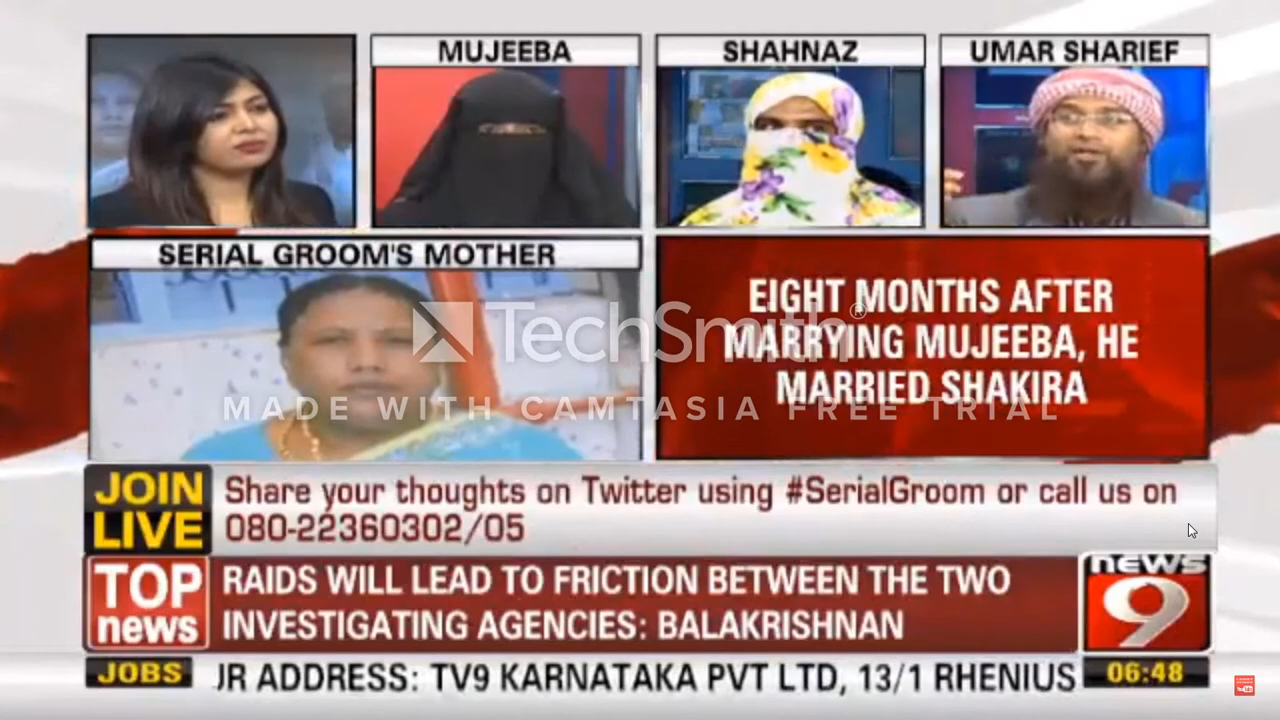 MUJEEBA
SHAHNAZ
UMAR SHARIEF
SERIAL GROOM'S MOTHER
EIGHT MONTHS AFTER
MARRYING MUJEEBA, HE
MARRIED SHAKIRA
TechSmith®
MADE WITH CAMTASIA FREE TRIAL
JOIN
LIVE
Share your thoughts on Twitter using #SerialGroom or call us on
080-22360302/05
TOP
news
RAIDS WILL LEAD TO FRICTION BETWEEN THE TWO
INVESTIGATING AGENCIES: BALAKRISHNAN
news
9
JOBS
JR ADDRESS: TV9 KARNATAKA PVT LTD, 13/1 RHENIUS
06:48